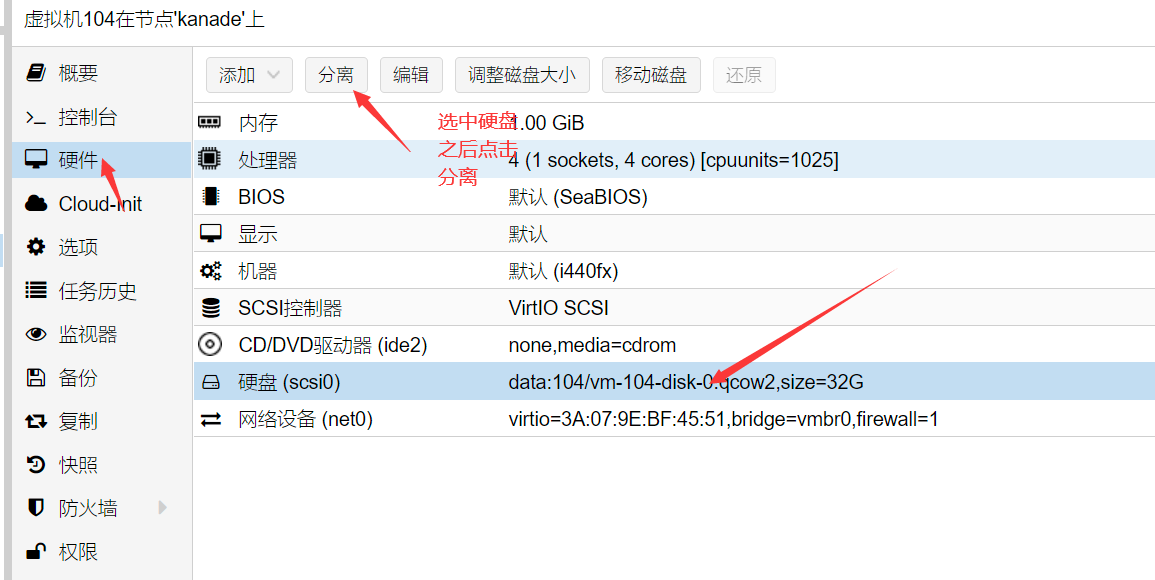 虚拟机104在节点'kanade'上
概要
控制台
硬件
Cloud-Init
选项
任务历史
监视器
备份
复制
快照
防火墙
权限
添加 分离 编辑 调整磁盘大小 移动磁盘 还原
选中硬盘
之后点击
分离
内存 .00 GiB
处理器 4 (1 sockets, 4 cores) [cpuunits=1025]
BIOS 默认 (SeaBIOS)
显示 默认
机器 默认 (i440fx)
SCSI控制器 VirtIO SCSI
CD/DVD驱动器 (ide2) none,media=cdrom
硬盘 (scsi0) data:104/vm-104-disk-0.qcow2,size=32G
网络设备 (net0) virtio=3A:07:9E:BF:45:51,bridge=vmbr0,firewall=1